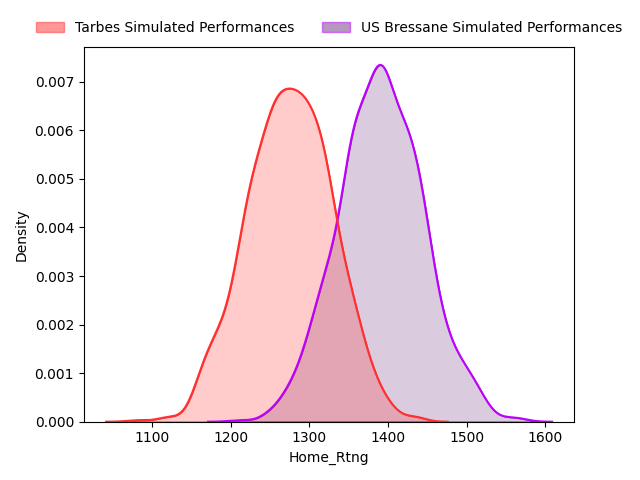 Tarbes Simulated Performances
US Bressane Simulated Performances
0.007
0.006
0.005
0.004
0.003
0.002
0.001
0.000
Density
1100 1200 1300 1400 1500 1600
Home_Rtng